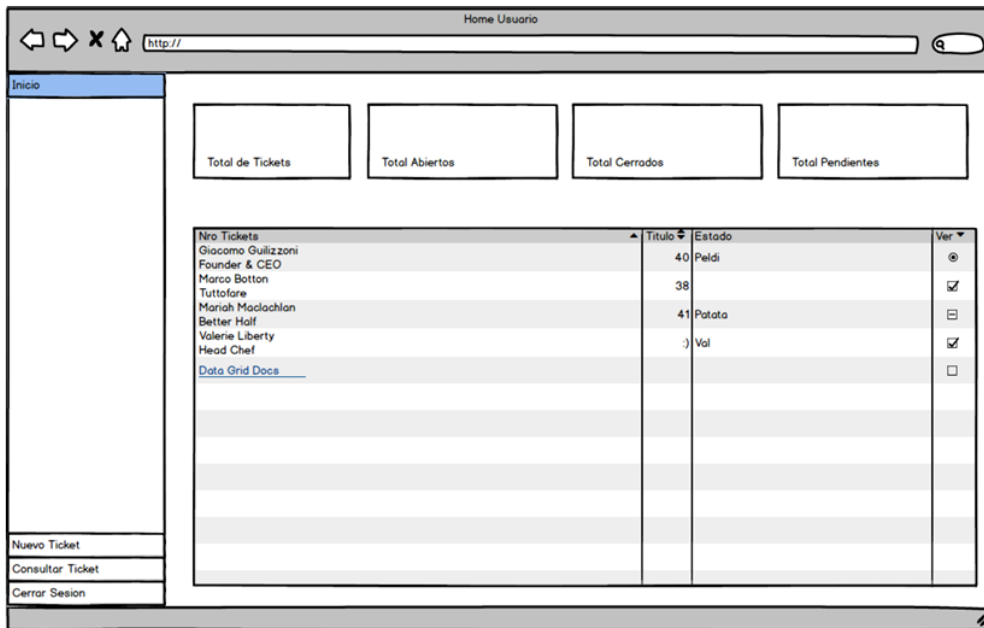 Home Usuario
http://
Inicio
Total de Tickets
Total Abiertos
Total Cerrados
Total Pendientes
Nro Tickets Titulo Estado Ver
Giacomo Guilizzoni
Founder & CEO
40 Peldi
Marco Botton
Tuttofare
38
Mariah Maclachlan
Better Half
41 Patata
Valerie Liberty
Head Chef
:) Val
Data Grid Docs
Nuevo Ticket
Consultar Ticket
Cerrar Sesion